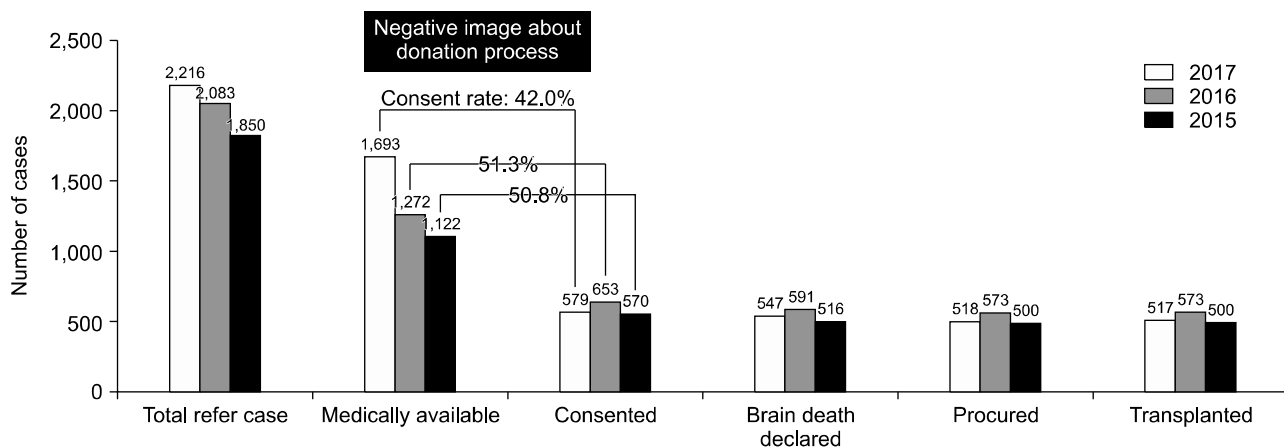 Negative image about
donation process
2,500
2,000
1,500
1,000
500
0
Number of cases
2017
2016
2015
Consent rate: 42.0%
51.3%
50.8%
2,216
2,083
1,850
1,693
1,272
1,122
579
653
570
547
591
516
518
573
500
517
573
500
Total refer case
Medically available
Consented
Brain death
declared
Procured
Transplanted